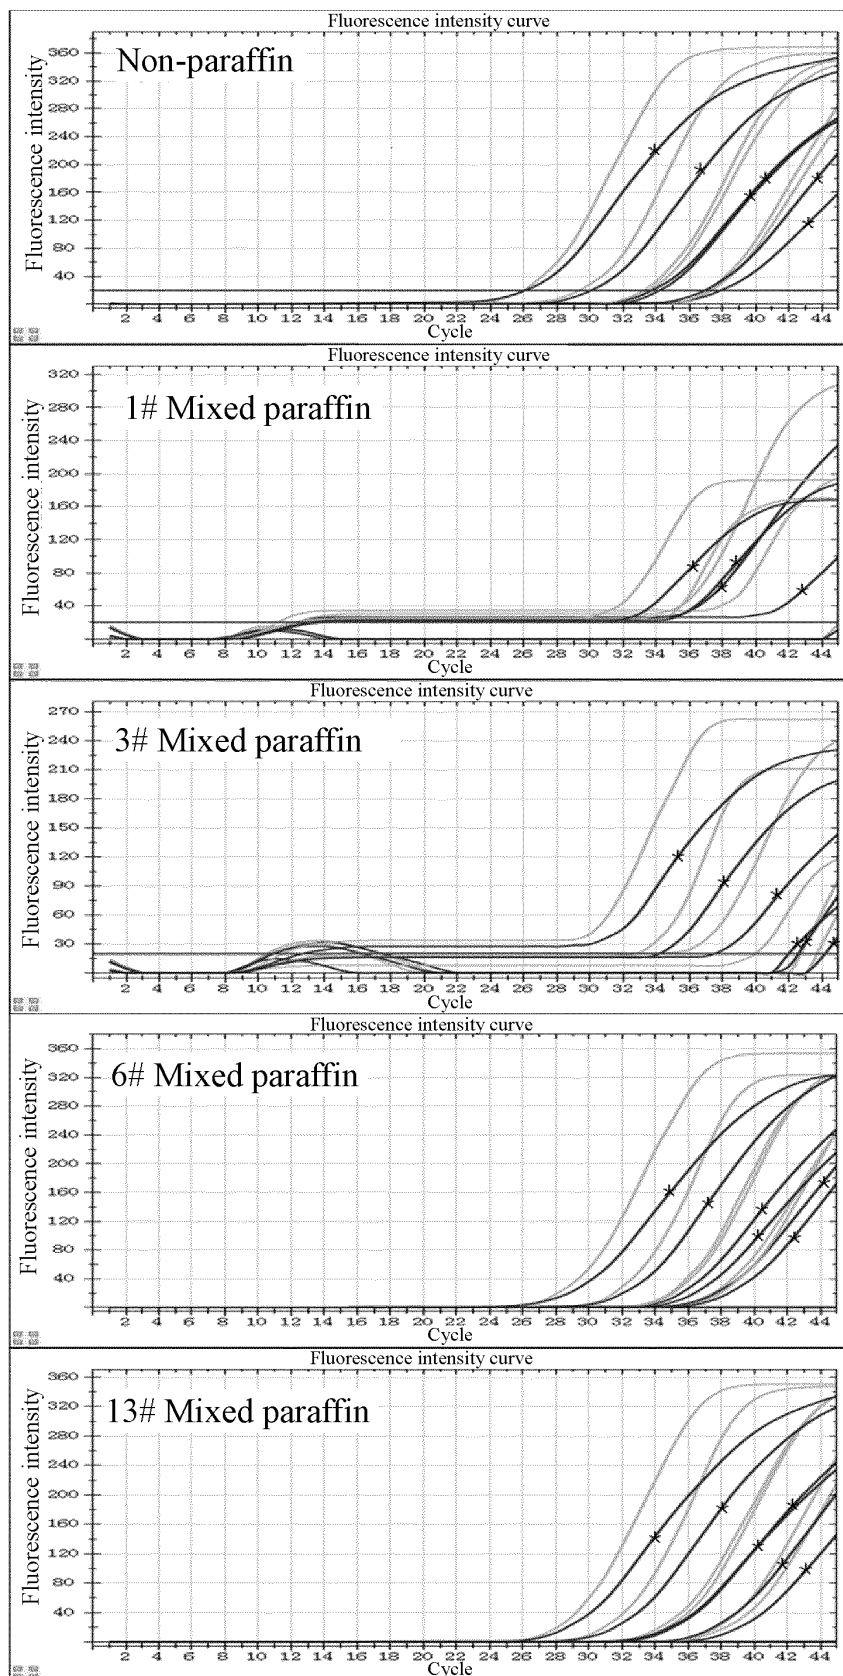 Fluorescence intensity curve
Non-paraffin
Fluorescence intensity
360
320
280
240
200
160
120
80
40
2 4 6 8 10 12 14 16 18 20 22 24 26 28 30 32 34 36 38 40 42 44
Cycle
Fluorescence intensity curve
1# Mixed paraffin
Fluorescence intensity
320
280
240
200
160
120
80
40
2 4 6 8 10 12 14 16 18 20 22 24 26 28 30 32 34 36 38 40 42 44
Cycle
Fluorescence intensity curve
3# Mixed paraffin
Fluorescence intensity
270
240
210
180
150
120
90
60
30
2 4 6 8 10 12 14 16 18 20 22 24 26 28 30 32 34 36 38 40 42 44
Cycle
Fluorescence intensity curve
6# Mixed paraffin
Fluorescence intensity
360
320
280
240
200
160
120
80
40
2 4 6 8 10 12 14 16 18 20 22 24 26 28 30 32 34 36 38 40 42 44
Cycle
Fluorescence intensity curve
13# Mixed paraffin
Fluorescence intensity
360
320
280
240
200
160
120
80
40
2 4 6 8 10 12 14 16 18 20 22 24 26 28 30 32 34 36 38 40 42 44
Cycle